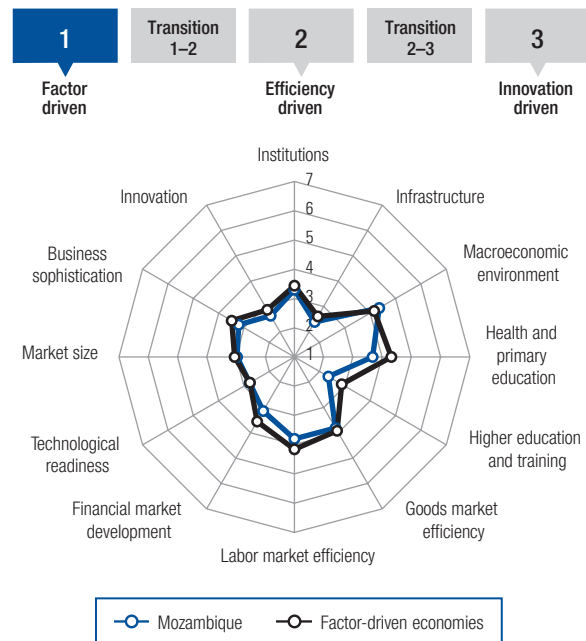 1
Transition
1–2
2
Transition
2–3
3
Factor
driven
Efficiency
driven
Innovation
driven
Institutions
Infrastructure
Macroeconomic
environment
Health and
primary
education
Higher education
and training
Goods market
efficiency
Labor market efficiency
Financial market
development
Technological
readiness
Market size
Business
sophistication
Innovation
7
6
5
4
3
2
1
Mozambique
Factor-driven economies